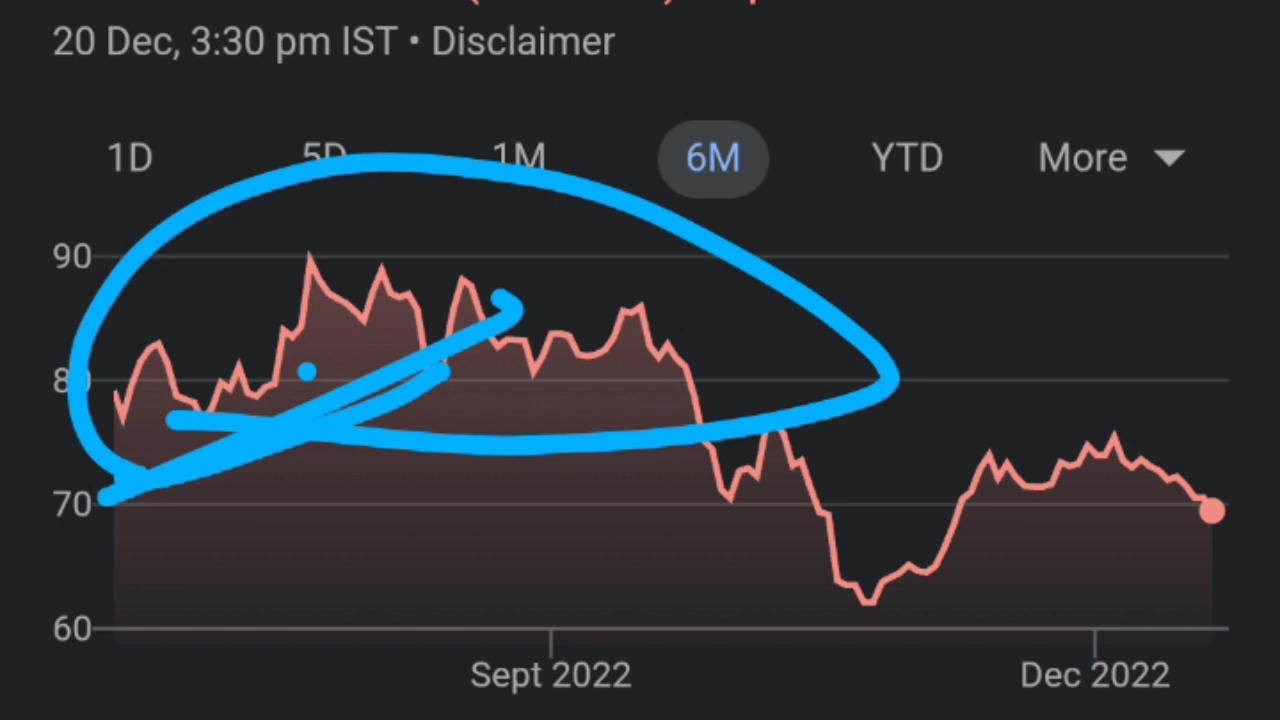 20 Dec, 3:30 pm IST • Disclaimer
1D 5D 1M 6M YTD More
90
80
70
60
Sept 2022 Dec 2022